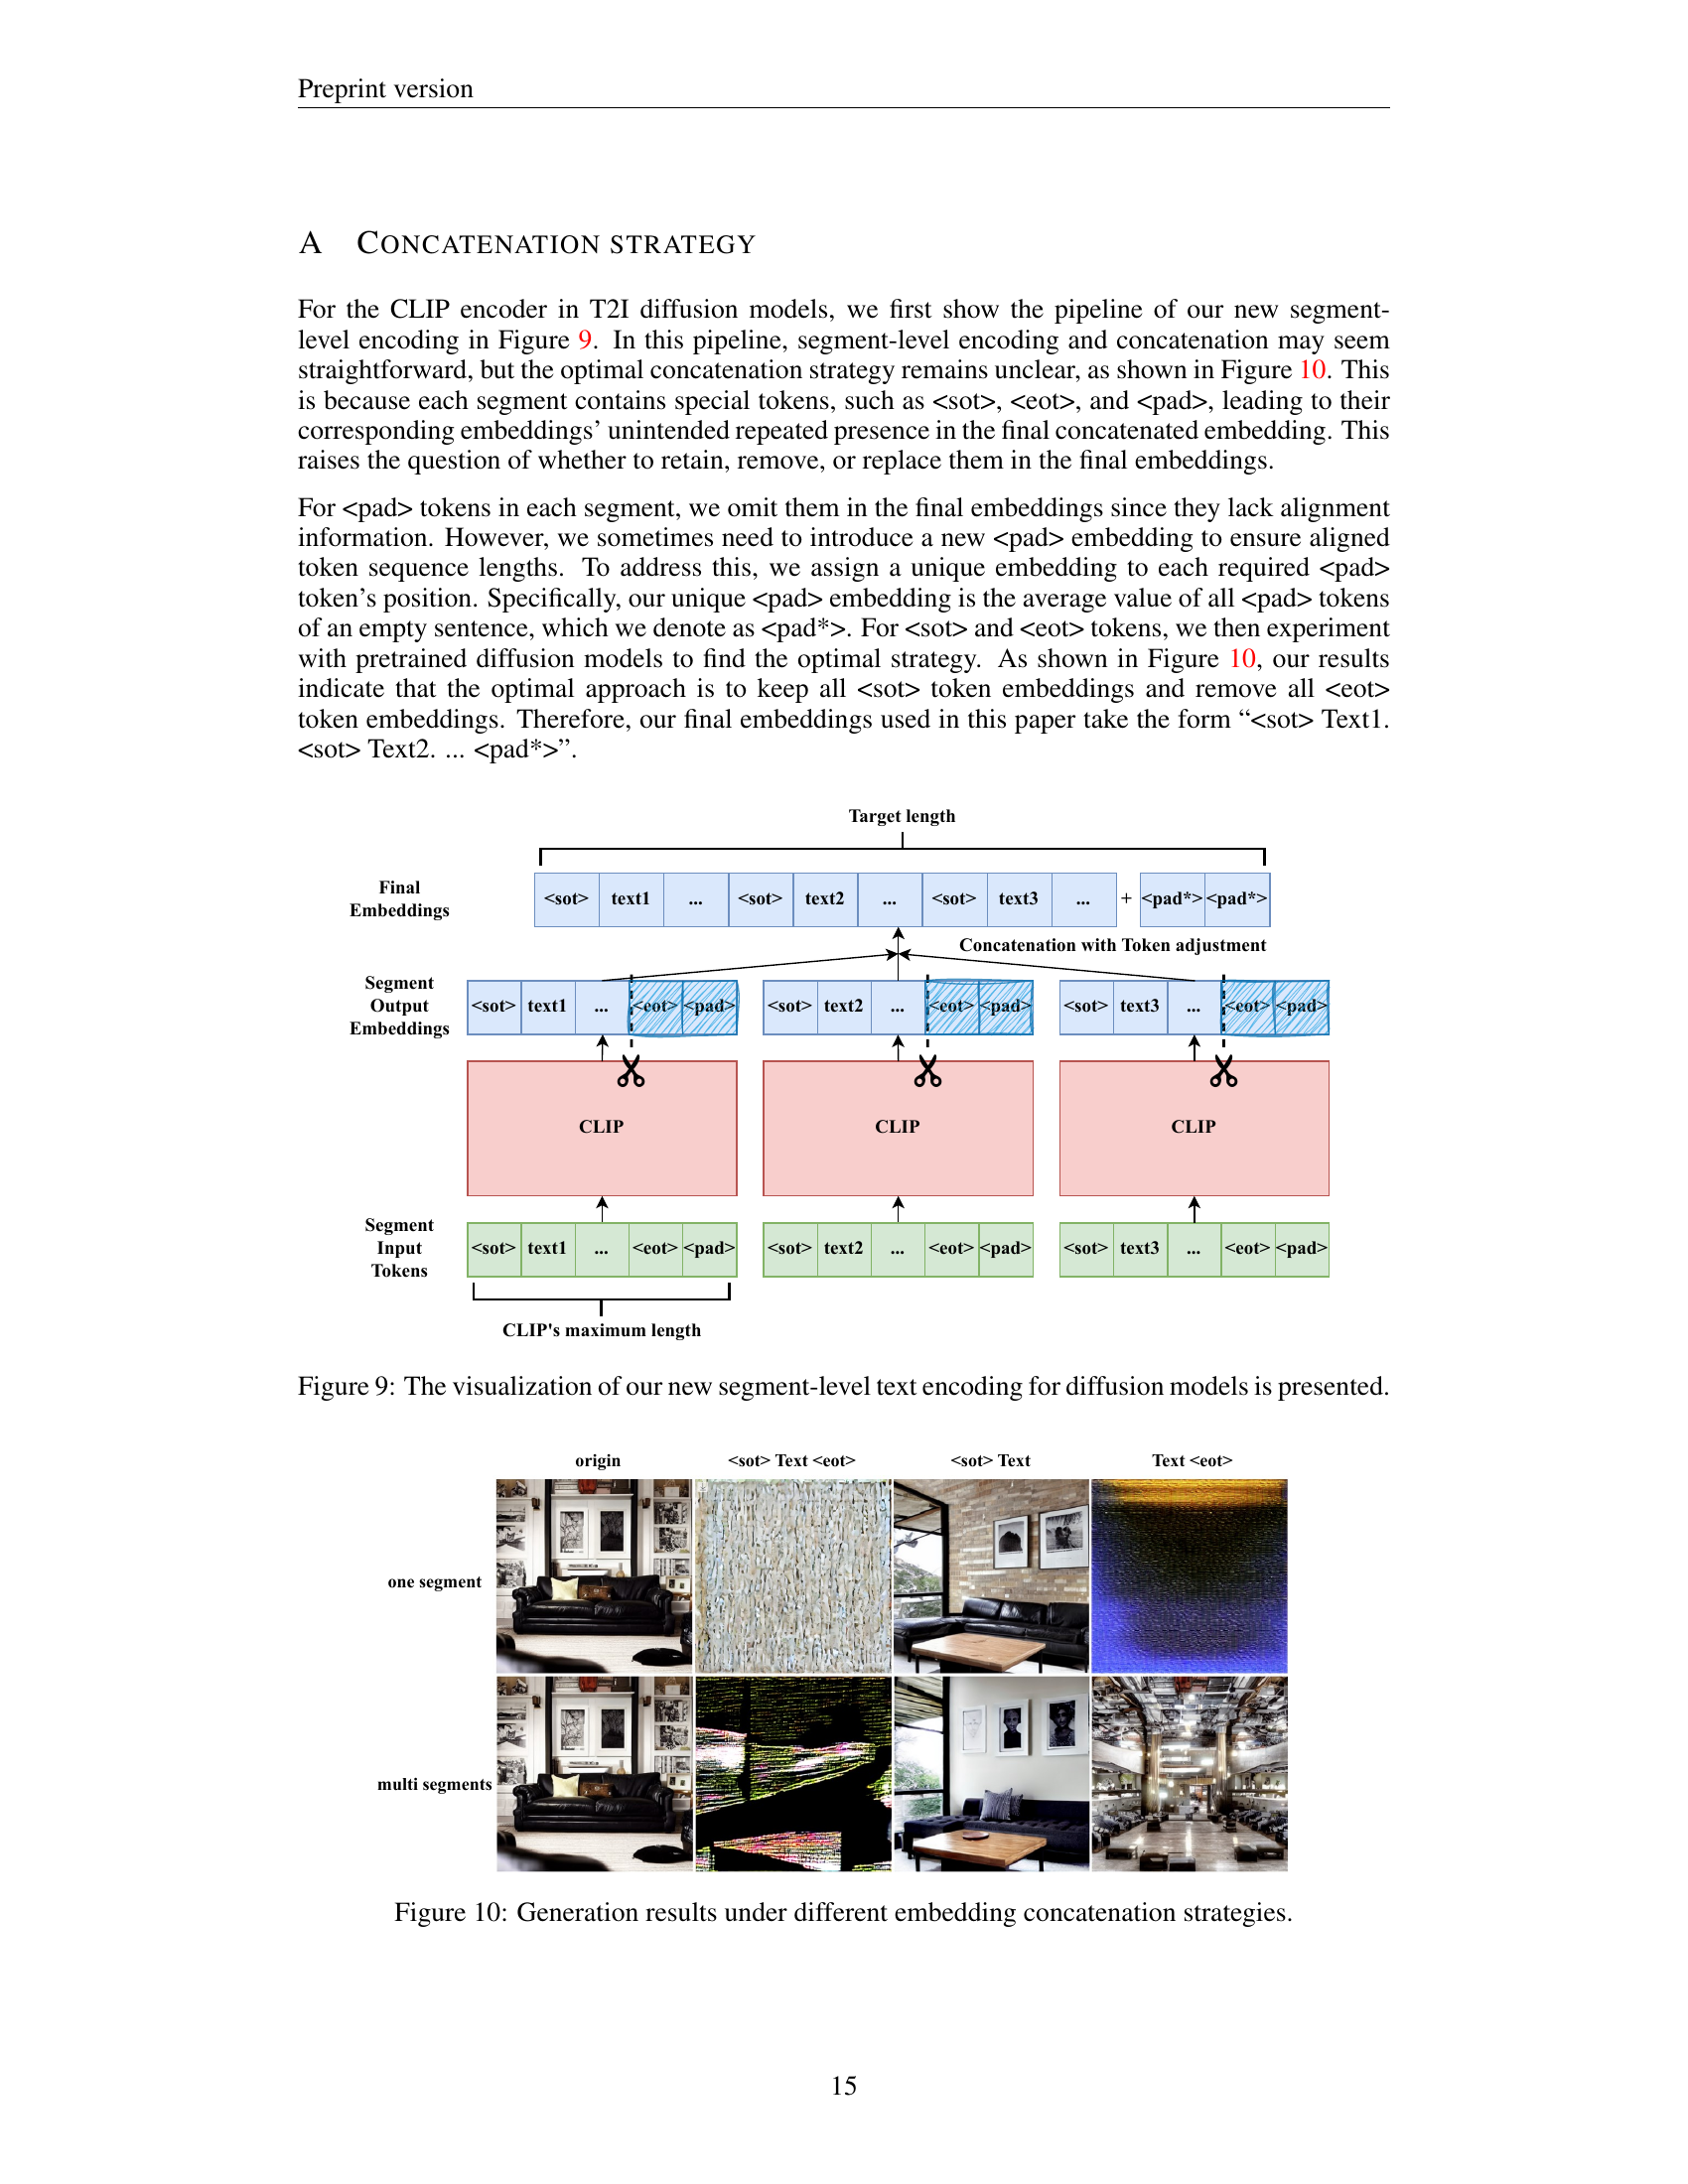 Preprint version
A CONCATENATION STRATEGY
For the CLIP encoder in T2I diffusion models, we first show the pipeline of our new segment-
level encoding in Figure 9. In this pipeline, segment-level encoding and concatenation may seem
straightforward, but the optimal concatenation strategy remains unclear, as shown in Figure 10. This
is because each segment contains special tokens, such as <sot>, <eot>, and <pad>, leading to their
corresponding embeddings' unintended repeated presence in the final concatenated embedding. This
raises the question of whether to retain, remove, or replace them in the final embeddings.
For <pad> tokens in each segment, we omit them in the final embeddings since they lack alignment
information. However, we sometimes need to introduce a new <pad> embedding to ensure aligned
token sequence lengths. To address this, we assign a unique embedding to each required <pad>
token's position. Specifically, our unique <pad> embedding is the average value of all <pad> tokens
of an empty sentence, which we denote as <pad*>. For <sot> and <eot> tokens, we then experiment
with pretrained diffusion models to find the optimal strategy. As shown in Figure 10, our results
indicate that the optimal approach is to keep all <sot> token embeddings and remove all <eot>
token embeddings. Therefore, our final embeddings used in this paper take the form “<sot> Text1.
<sot> Text2. ... <pad*>”.
Target length
Final
Embeddings
<sot> text1 ... <sot> text2 ... <sot> text3 ... + <pad*> <pad*>
Concatenation with Token adjustment
Segment
Output
Embeddings
<sot> text1 ... <eot> <pad> <sot> text2 ... <eot> <pad> <sot> text3 ... <eot> <pad>
CLIP CLIP CLIP
Segment
Input
Tokens
<sot> text1 ... <eot> <pad> <sot> text2 ... <eot> <pad> <sot> text3 ... <eot> <pad>
CLIP's maximum length
Figure 9: The visualization of our new segment-level text encoding for diffusion models is presented.
origin <sot> Text <eot> <sot> Text Text <eot>
one segment
multi segments
Figure 10: Generation results under different embedding concatenation strategies.
15